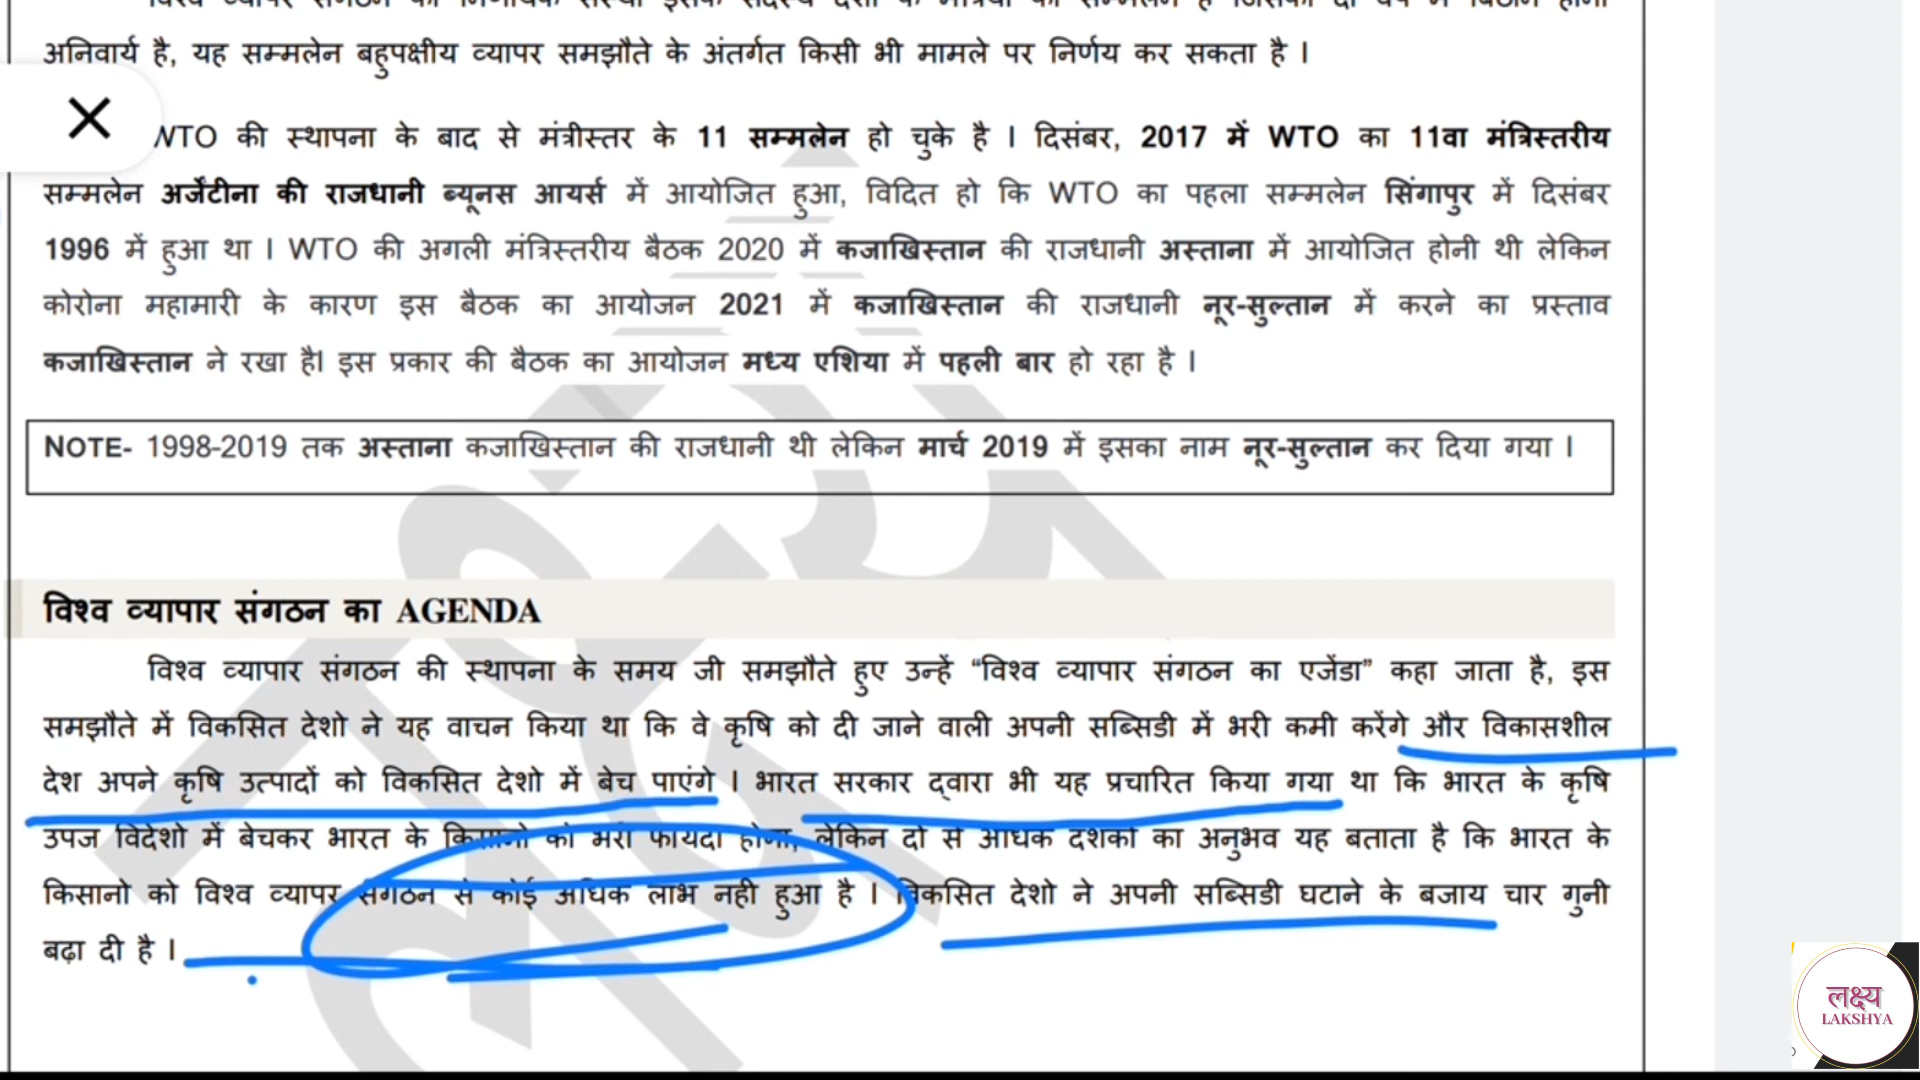 अनिवार्य है, यह सम्मलेन बहुपक्षीय व्यापर समझौते के अंतर्गत किसी भी मामले पर निर्णय कर सकता है ।
WTO की स्थापना के बाद से मंत्रीस्तर के 11 सम्मलेन हो चुके है । दिसंबर, 2017 में WTO का 11वा मंत्रिस्तरीय
सम्मलेन अर्जेंटीना की राजधानी ब्यूनस आयर्स में आयोजित हुआ, विदित हो कि WTO का पहला सम्मलेन सिंगापुर में दिसंबर
1996 में हुआ था । WTO की अगली मंत्रिस्तरीय बैठक 2020 में कजाखिस्तान की राजधानी अस्ताना में आयोजित होनी थी लेकिन
कोरोना महामारी के कारण इस बैठक का आयोजन 2021 में कजाखिस्तान की राजधानी नूर-सुल्तान में करने का प्रस्ताव
कजाखिस्तान ने रखा है। इस प्रकार की बैठक का आयोजन मध्य एशिया में पहली बार हो रहा है ।
NOTE- 1998-2019 तक अस्ताना कजाखिस्तान की राजधानी थी लेकिन मार्च 2019 में इसका नाम नूर-सुल्तान कर दिया गया ।
विश्व व्यापार संगठन का AGENDA
विश्व व्यापार संगठन की स्थापना के समय जी समझौते हुए उन्हें “विश्व व्यापार संगठन का एजेंडा” कहा जाता है, इस
समझौते में विकसित देशो ने यह वाचन किया था कि वे कृषि को दी जाने वाली अपनी सब्सिडी में भरी कमी करेंगे और विकासशील
देश अपने कृषि उत्पादों को विकसित देशो में बेच पाएंगे । भारत सरकार द्वारा भी यह प्रचारित किया गया था कि भारत के कृषि
उपज विदेशो में बेचकर भारत के किसानो को भरी फायदा होगा, लेकिन दो से अधिक दशको का अनुभव यह बताता है कि भारत के
किसानो को विश्व व्यापर संगठन से कोई अधिक लाभ नही हुआ है । विकसित देशो ने अपनी सब्सिडी घटाने के बजाय चार गुनी
बढ़ा दी है ।
लक्ष्य
LAKSHYA